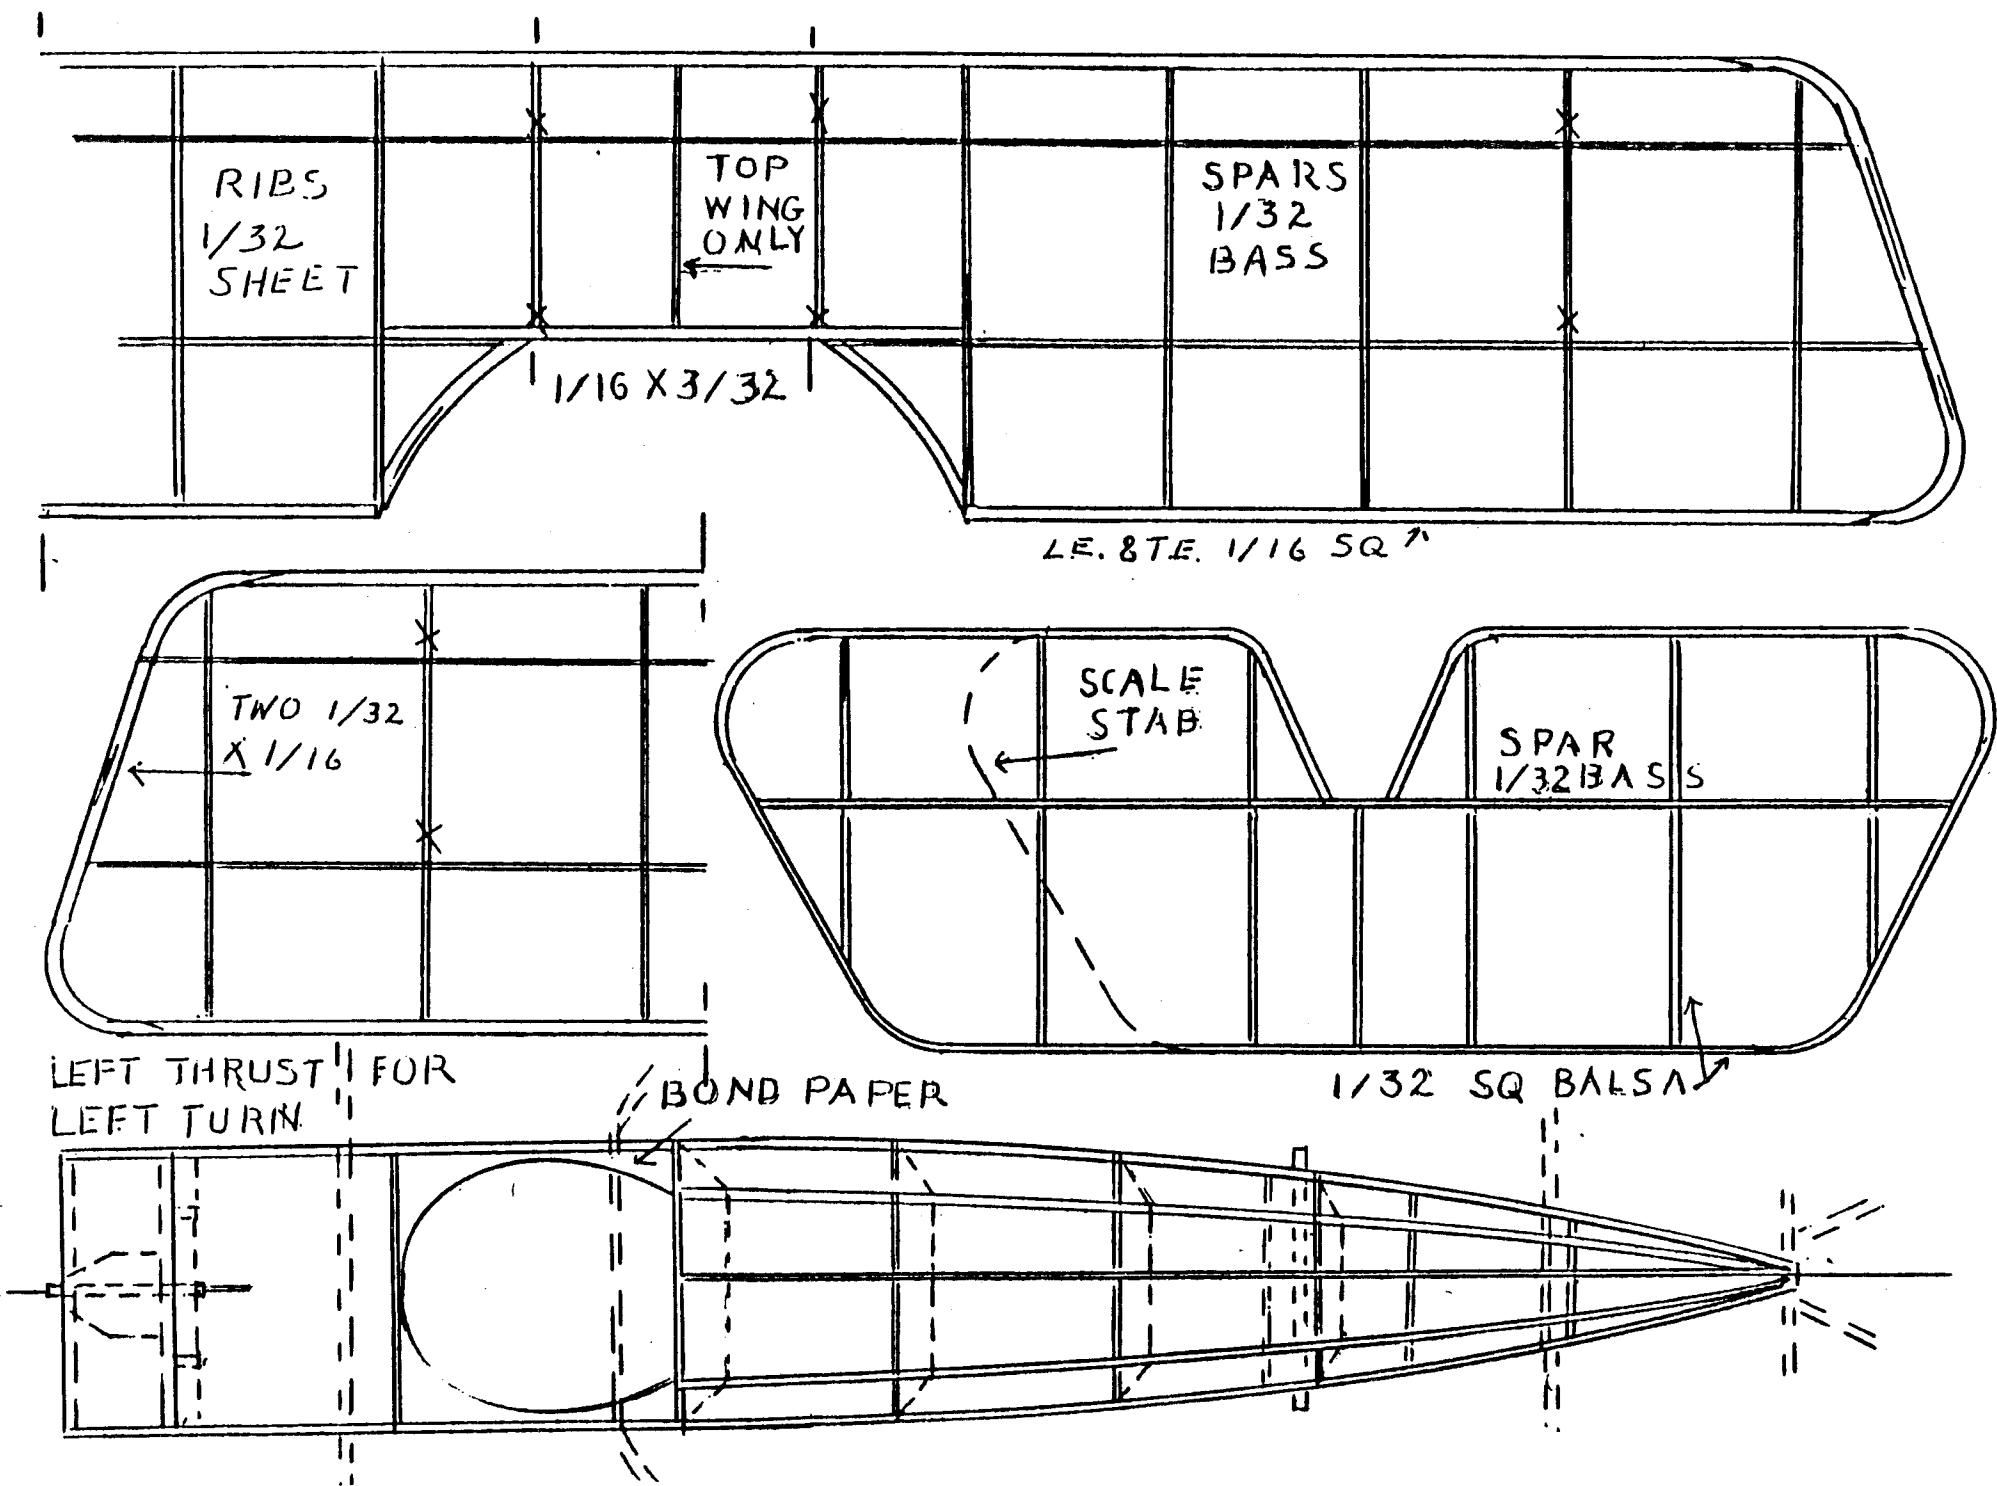 RIBS
1/32
SHEET
TOP
WING
ONLY
SPARS
1/32
BASS
1/16 X 3/32
L.E. & T.E. 1/16 SQ
TWO 1/32
X 1/16
SCALE
STAB
SPAR
1/32 BASS
LEFT THRUST FOR
LEFT TURN
BOND PAPER
1/32 SQ BALSA